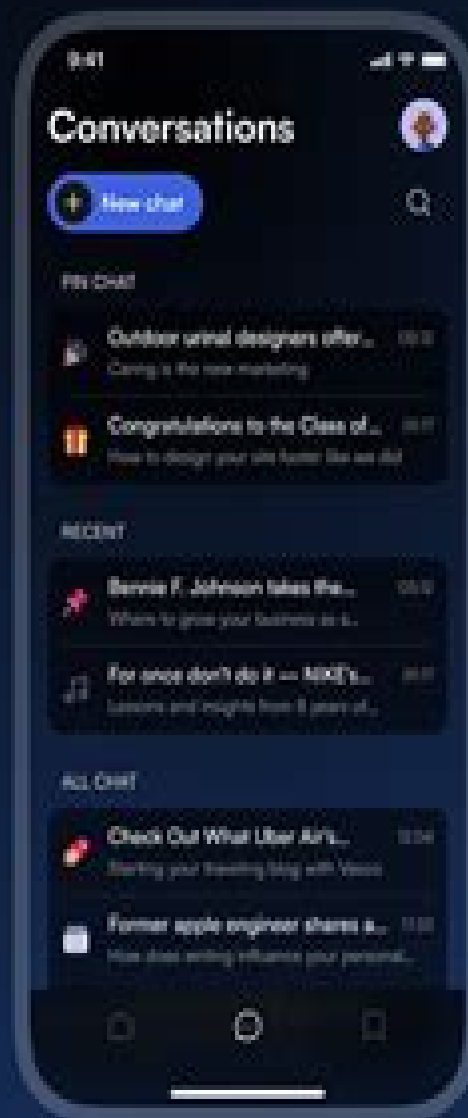 9:41
Conversations
New chat
PIN CHAT
Outdoor urinal designers offer...
Caring is the new marketing
Congratulations to the Class of...
How to design your site footer like we did
RECENT
Bennie F. Johnson takes the...
Where to grow your business as a...
For once don't do it — NIKE's...
Lessons and insights from 8 years of...
ALL CHAT
Check Out What Uber Air's...
Starting your traveling blog with Vasco
Former apple engineer shares a...
How does writing influence your personal...